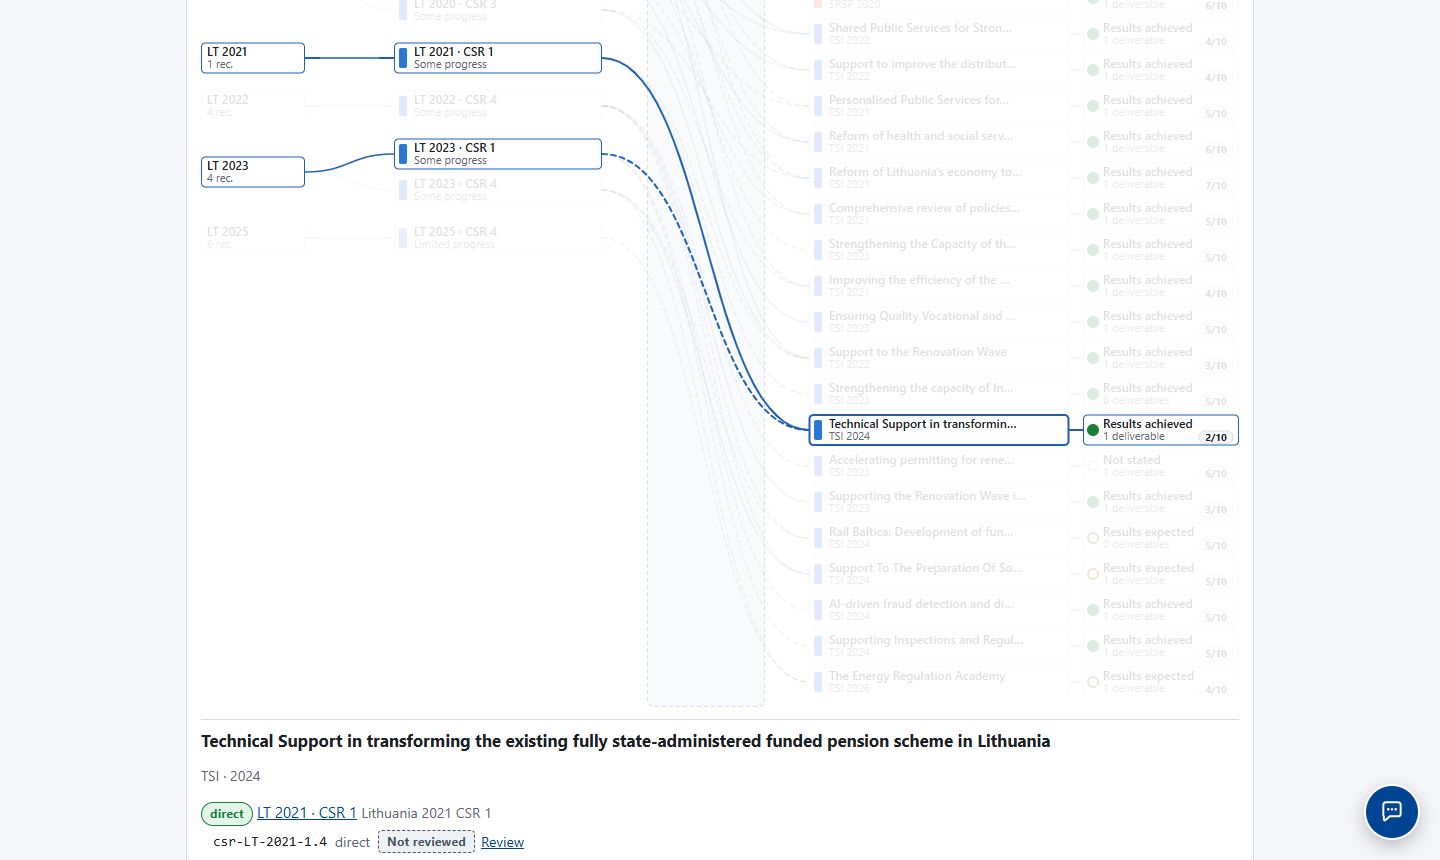 LT 2020 · CSR 3
Some progress
LT 2021
1 rec.
LT 2021 · CSR 1
Some progress
LT 2022
4 rec.
LT 2022 · CSR 4
Some progress
LT 2023
4 rec.
LT 2023 · CSR 1
Some progress
LT 2023 · CSR 4
Some progress
LT 2025
6 rec.
LT 2025 · CSR 4
Limited progress
SRSP 2020
1 deliverable
6/10
Shared Public Services for Stron...
TSI 2022
Results achieved
1 deliverable
4/10
Support to improve the distribut...
TSI 2022
Results achieved
1 deliverable
4/10
Personalised Public Services for...
TSI 2021
Results achieved
1 deliverable
5/10
Reform of health and social serv...
TSI 2021
Results achieved
1 deliverable
6/10
Reform of Lithuania's economy to...
TSI 2021
Results achieved
1 deliverable
7/10
Comprehensive review of policies...
TSI 2021
Results achieved
1 deliverable
5/10
Strengthening the Capacity of th...
TSI 2023
Results achieved
1 deliverable
5/10
Improving the efficiency of the ...
TSI 2021
Results achieved
1 deliverable
4/10
Ensuring Quality Vocational and ...
TSI 2023
Results achieved
1 deliverable
5/10
Support to the Renovation Wave
TSI 2022
Results achieved
1 deliverable
3/10
Strengthening the capacity of In...
TSI 2023
Results achieved
8 deliverables
5/10
Technical Support in transformin...
TSI 2024
Results achieved
1 deliverable
2/10
Accelerating permitting for rene...
TSI 2023
Not stated
1 deliverable
6/10
Supporting the Renovation Wave i...
TSI 2023
Results achieved
1 deliverable
3/10
Rail Baltica: Development of fun...
TSI 2024
Results expected
0 deliverables
5/10
Support To The Preparation Of So...
TSI 2024
Results expected
1 deliverable
5/10
AI-driven fraud detection and di...
TSI 2024
Results achieved
1 deliverable
5/10
Supporting Inspections and Regul...
TSI 2024
Results achieved
1 deliverable
5/10
The Energy Regulation Academy
TSI 2026
Results expected
1 deliverable
4/10
Technical Support in transforming the existing fully state-administered funded pension scheme in Lithuania
TSI · 2024
direct LT 2021 · CSR 1 Lithuania 2021 CSR 1
csr-LT-2021-1.4 direct Not reviewed Review